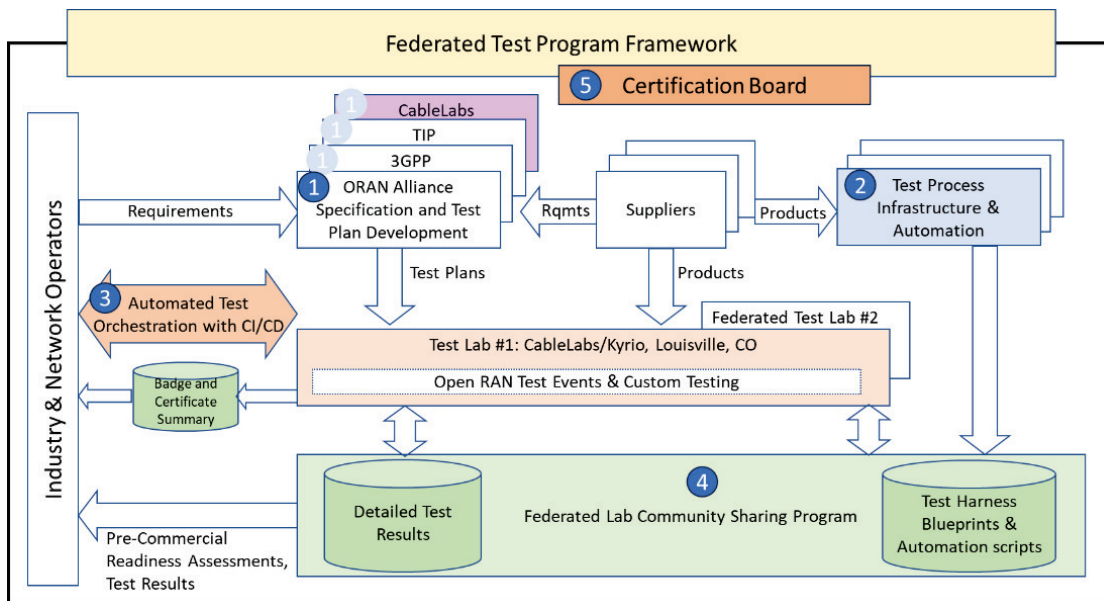 Federated Test Program Framework
5 Certification Board
1 CableLabs
1 TIP
1 3GPP
1 ORAN Alliance
Specification and Test
Plan Development
Requirements
Rqmts
Suppliers
Products
2 Test Process
Infrastructure &
Automation
Industry & Network Operators
Test Plans
Products
3 Automated Test
Orchestration with CI/CD
Federated Test Lab #2
Test Lab #1: CableLabs/Kyrio, Louisville, CO
Open RAN Test Events & Custom Testing
Badge and
Certificate
Summary
4
Federated Lab Community Sharing Program
Detailed Test
Results
Test Harness
Blueprints &
Automation scripts
Pre-Commercial
Readiness Assessments,
Test Results